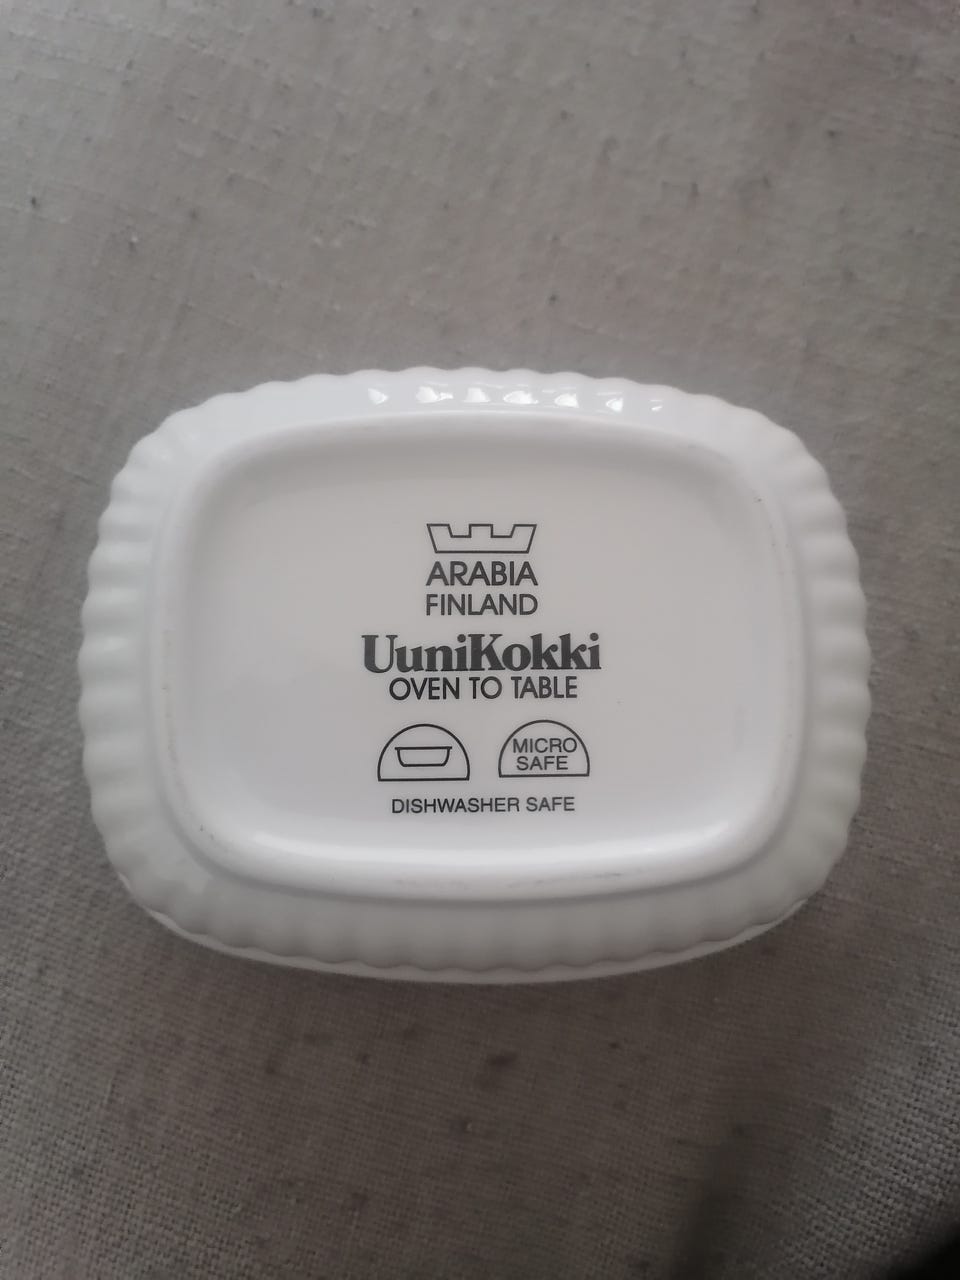 ARABIA
FINLAND
UuniKokki
OVEN TO TABLE
MICRO
SAFE
DISHWASHER SAFE